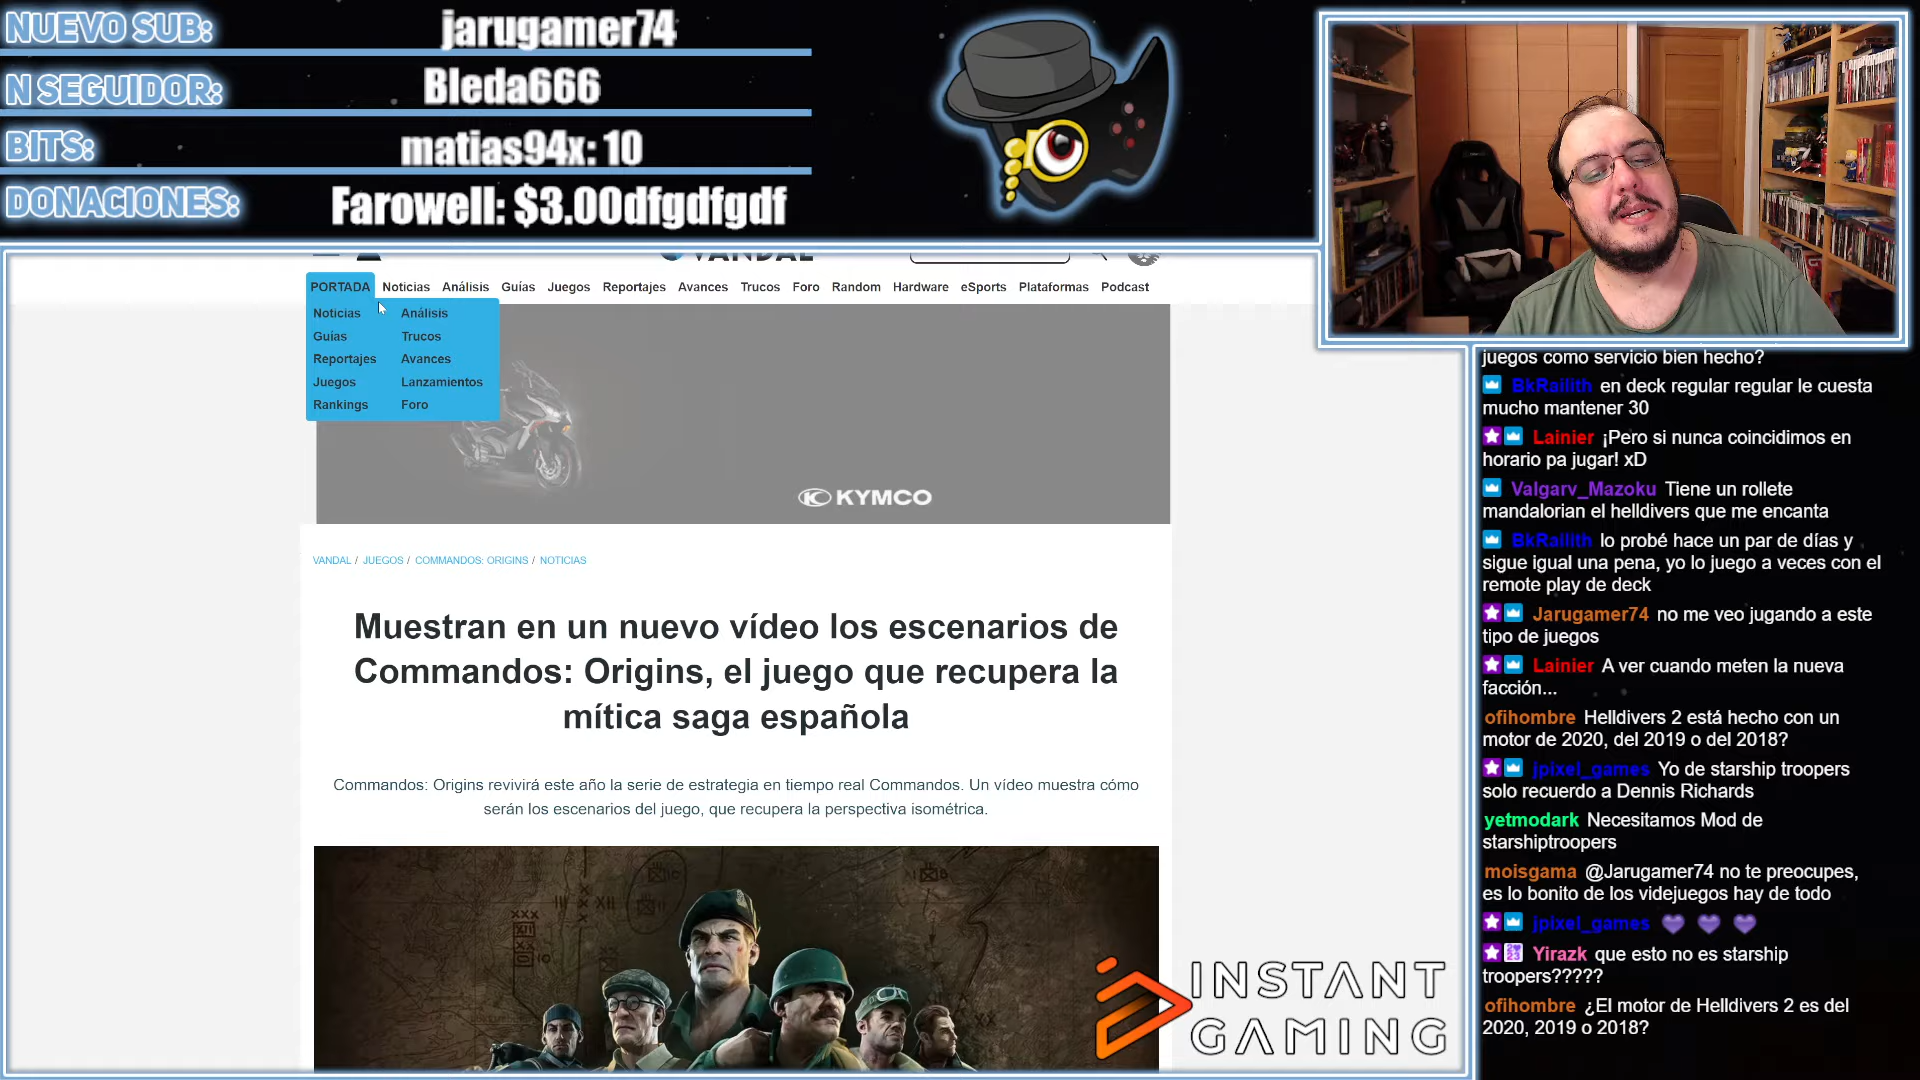 NUEVO SUB:
jarugamer74
N SEGUIDOR:
Bleda666
BITS:
matias94x: 10
DONACIONES:
Farowell: $3.00dfgdfgdf
VANDAL
PORTADA Noticias Análisis Guías Juegos Reportajes Avances Trucos Foro Random Hardware eSports Plataformas Podcast
Noticias Análisis
Guías Trucos
Reportajes Avances
Juegos Lanzamientos
Rankings Foro
KYMCO
VANDAL / JUEGOS / COMMANDOS: ORIGINS / NOTICIAS
Muestran en un nuevo vídeo los escenarios de
Commandos: Origins, el juego que recupera la
mítica saga española
Commandos: Origins revivirá este año la serie de estrategia en tiempo real Commandos. Un vídeo muestra cómo
serán los escenarios del juego, que recupera la perspectiva isométrica.
INSTANT
GAMING
juegos como servicio bien hecho?
BkRailith en deck regular regular le cuesta
mucho mantener 30
Lainier ¡Pero si nunca coincidimos en
horario pa jugar! xD
Valgarv_Mazoku Tiene un rollete
mandalorian el helldivers que me encanta
BkRailith lo probé hace un par de días y
sigue igual una pena, yo lo juego a veces con el
remote play de deck
Jarugamer74 no me veo jugando a este
tipo de juegos
Lainier A ver cuando meten la nueva
facción...
ofihombre Helldivers 2 está hecho con un
motor de 2020, del 2019 o del 2018?
jpixel_games Yo de starship troopers
solo recuerdo a Dennis Richards
yetmodark Necesitamos Mod de
starshiptroopers
moisgama @Jarugamer74 no te preocupes,
es lo bonito de los videjuegos hay de todo
jpixel_games
Yirazk que esto no es starship
troopers?????
ofihombre ¿El motor de Helldivers 2 es del
2020, 2019 o 2018?